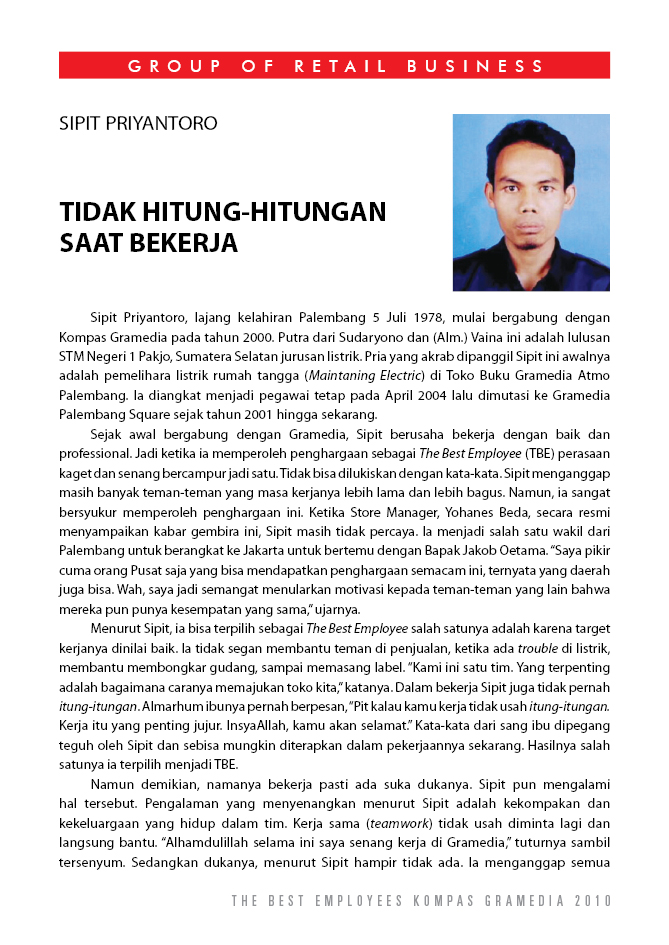 GROUP OF RETAIL BUSINESS
SIPIT PRIYANTORO
TIDAK HITUNG-HITUNGAN
SAAT BEKERJA
Sipit Priyantoro, lajang kelahiran Palembang 5 Juli 1978, mulai bergabung dengan
Kompas Gramedia pada tahun 2000. Putra dari Sudaryono dan (Alm.) Vaina ini adalah lulusan
STM Negeri 1 Pakjo, Sumatera Selatan jurusan listrik. Pria yang akrab dipanggil Sipit ini awalnya
adalah pemelihara listrik rumah tangga (Maintaning Electric) di Toko Buku Gramedia Atmo
Palembang. Ia diangkat menjadi pegawai tetap pada April 2004 lalu dimutasi ke Gramedia
Palembang Square sejak tahun 2001 hingga sekarang.
Sejak awal bergabung dengan Gramedia, Sipit berusaha bekerja dengan baik dan
professional. Jadi ketika ia memperoleh penghargaan sebagai The Best Employee (TBE) perasaan
kaget dan senang bercampur jadi satu. Tidak bisa dilukiskan dengan kata-kata. Sipit menganggap
masih banyak teman-teman yang masa kerjanya lebih lama dan lebih bagus. Namun, ia sangat
bersyukur memperoleh penghargaan ini. Ketika Store Manager, Yohanes Beda, secara resmi
menyampaikan kabar gembira ini, Sipit masih tidak percaya. Ia menjadi salah satu wakil dari
Palembang untuk berangkat ke Jakarta untuk bertemu dengan Bapak Jakob Oetama. “Saya pikir
cuma orang Pusat saja yang bisa mendapatkan penghargaan semacam ini, ternyata yang daerah
juga bisa. Wah, saya jadi semangat menularkan motivasi kepada teman-teman yang lain bahwa
mereka pun punya kesempatan yang sama,” ujarnya.
Menurut Sipit, ia bisa terpilih sebagai The Best Employee salah satunya adalah karena target
kerjanya dinilai baik. Ia tidak segan membantu teman di penjualan, ketika ada trouble di listrik,
membantu membongkar gudang, sampai memasang label. “Kami ini satu tim. Yang terpenting
adalah bagaimana caranya memajukan toko kita,” katanya. Dalam bekerja Sipit juga tidak pernah
itung-itungan. Almarhum ibunya pernah berpesan, “Pit kalau kamu kerja tidak usah itung-itungan.
Kerja itu yang penting jujur. InsyaAllah, kamu akan selamat.” Kata-kata dari sang ibu dipegang
teguh oleh Sipit dan sebisa mungkin diterapkan dalam pekerjaannya sekarang. Hasilnya salah
satunya ia terpilih menjadi TBE.
Namun demikian, namanya bekerja pasti ada suka dukanya. Sipit pun mengalami
hal tersebut. Pengalaman yang menyenangkan menurut Sipit adalah kekompakan dan
kekeluargaan yang hidup dalam tim. Kerja sama (teamwork) tidak usah diminta lagi dan
langsung bantu. “Alhamdulillah selama ini saya senang kerja di Gramedia,” tuturnya sambil
tersenyum. Sedangkan dukanya, menurut Sipit hampir tidak ada. Ia menganggap semua
THE BEST EMPLOYEES KOMPAS GRAMEDIA 2010